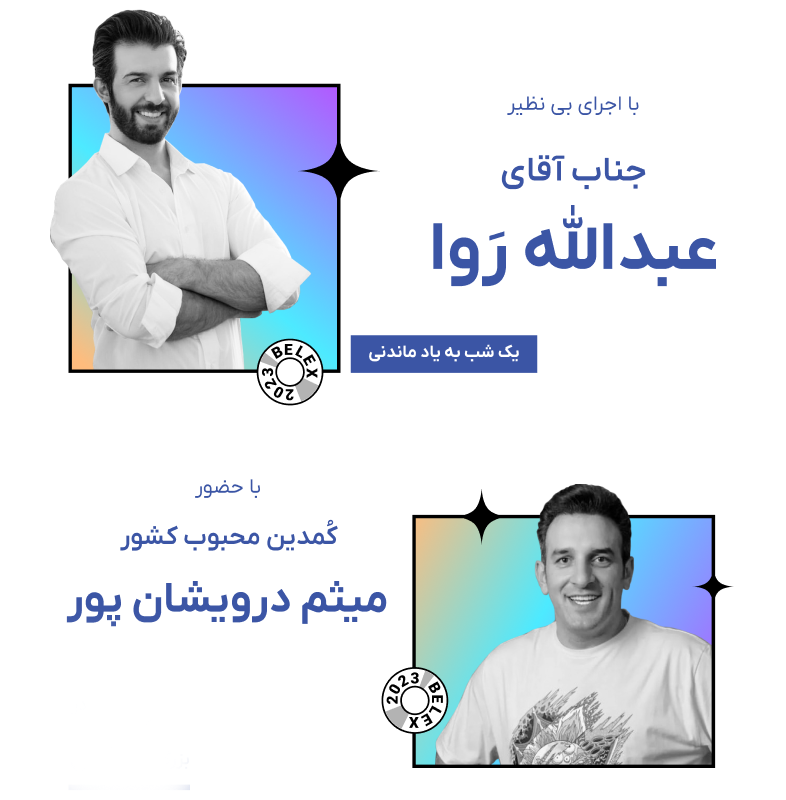 با اجرای بی نظیر
جناب آقای
عبدالله رَوا
یک شب به یاد ماندنی
BELEX 2023
با حضور
کُمدین محبوب کشور
میثم درویشان پور
2023 BELEX